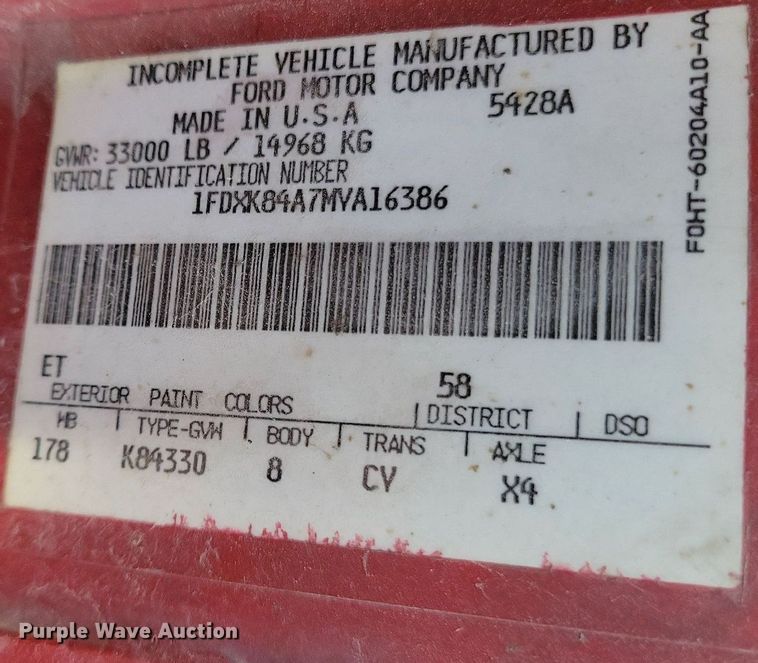 INCOMPLETE VEHICLE MANUFACTURED BY
FORD MOTOR COMPANY
MADE IN U.S.A
5428A
GVWR: 33000 LB / 14968 KG
VEHICLE IDENTIFICATION NUMBER
1FDXK84A7MVA16386
F0HT-60204A10-AA
ET
58
EXTERIOR PAINT COLORS | DISTRICT | DSO
WB | TYPE-GVW | BODY | TRANS | AXLE
178 K84330 8 CV X4
Purple Wave Auction